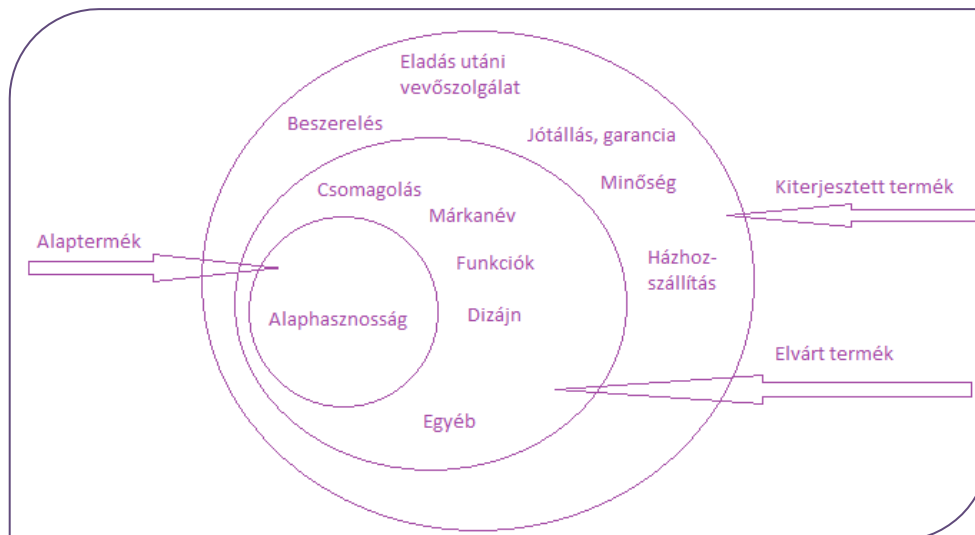 Eladás utáni
vevőszolgálat
Beszerelés
Jótállás, garancia
Csomagolás
Minőség
Kiterjesztett termék
Márkanév
Alaptermék
Funkciók
Házhoz-
szállítás
Alaphasznosság
Dizájn
Elvárt termék
Egyéb